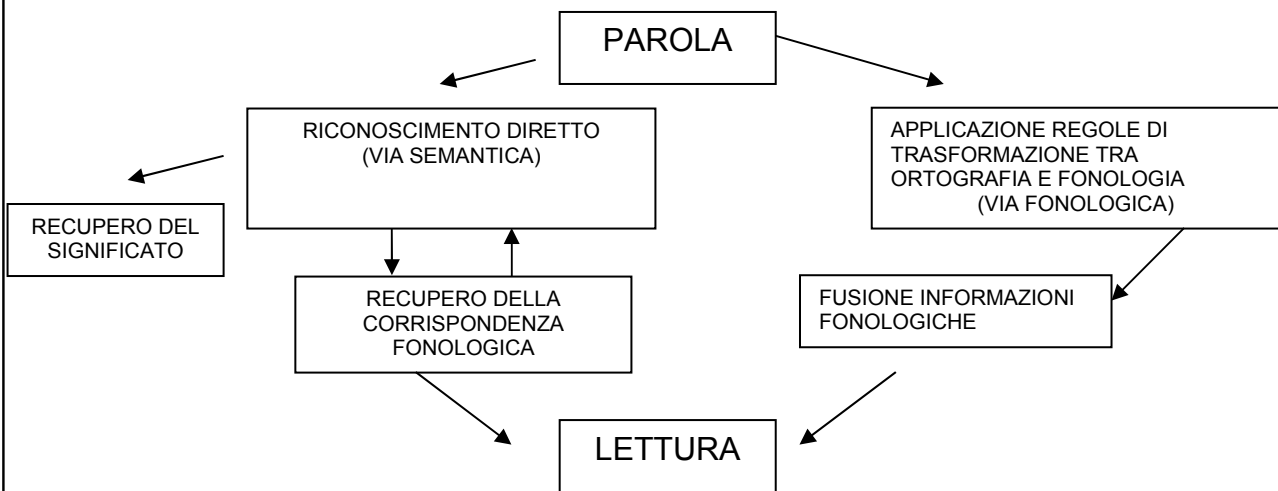 PAROLA
RICONOSCIMENTO DIRETTO
(VIA SEMANTICA)
APPLICAZIONE REGOLE DI
TRASFORMAZIONE TRA
ORTOGRAFIA E FONOLOGIA
(VIA FONOLOGICA)
RECUPERO DEL
SIGNIFICATO
RECUPERO DELLA
CORRISPONDENZA
FONOLOGICA
FUSIONE INFORMAZIONI
FONOLOGICHE
LETTURA